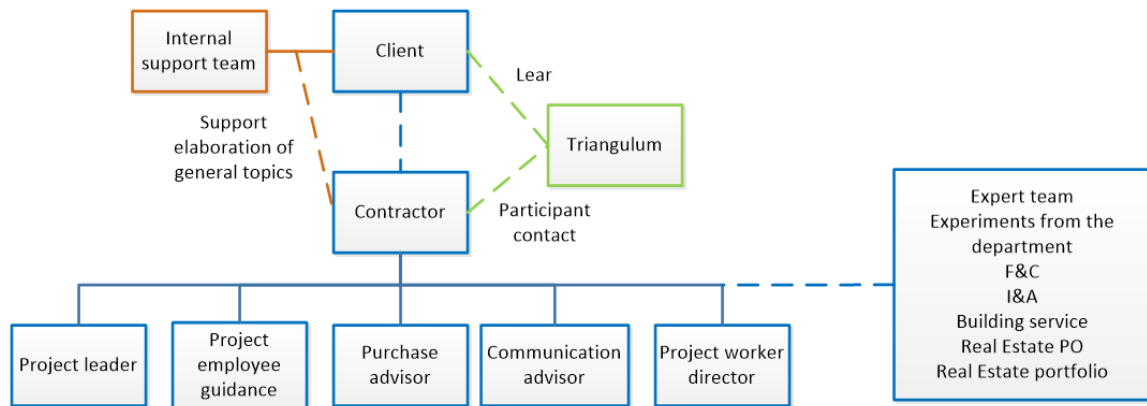 Internal
support team
Client
Lear
Support
elaboration of
general topics
Triangulum
Contractor
Participant
contact
Expert team
Experiments from the
department
F&C
I&A
Building service
Real Estate PO
Real Estate portfolio
Project leader
Project
employee
guidance
Purchase
advisor
Communication
advisor
Project worker
director